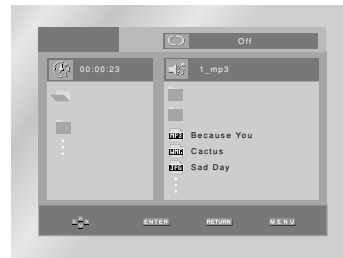 Off
00:00:23
1_mp3
MP3 Because You
WMA Cactus
JPG Sad Day
ENTER RETURN MENU